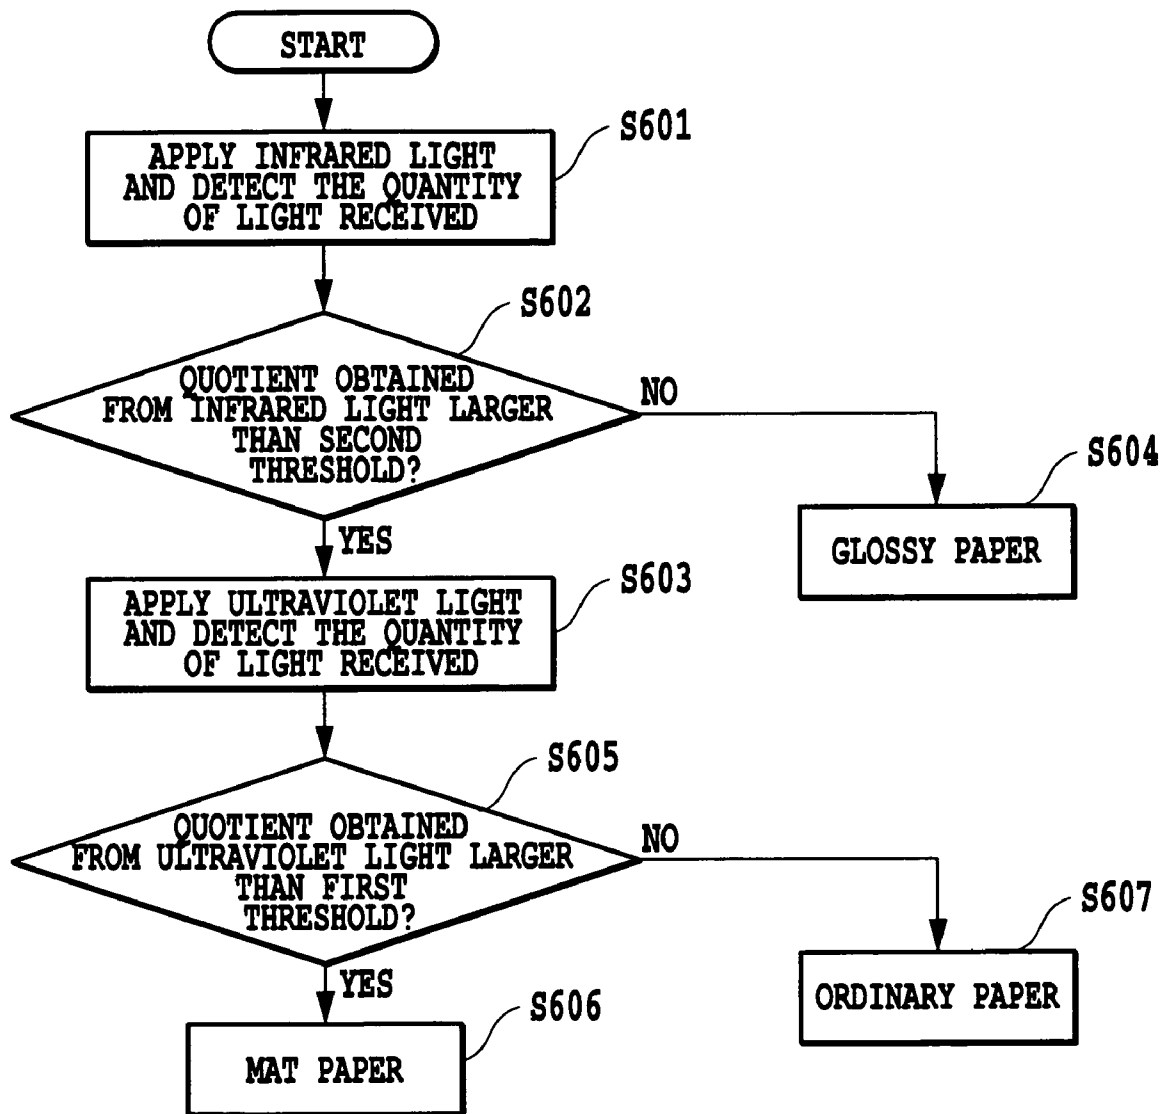 START
S601
APPLY INFRARED LIGHT
AND DETECT THE QUANTITY
OF LIGHT RECEIVED
S602
QUOTIENT OBTAINED
FROM INFRARED LIGHT LARGER
THAN SECOND
THRESHOLD?
NO
S604
GLOSSY PAPER
YES
S603
APPLY ULTRAVIOLET LIGHT
AND DETECT THE QUANTITY
OF LIGHT RECEIVED
S605
QUOTIENT OBTAINED
FROM ULTRAVIOLET LIGHT LARGER
THAN FIRST
THRESHOLD?
NO
S607
ORDINARY PAPER
YES
S606
MAT PAPER